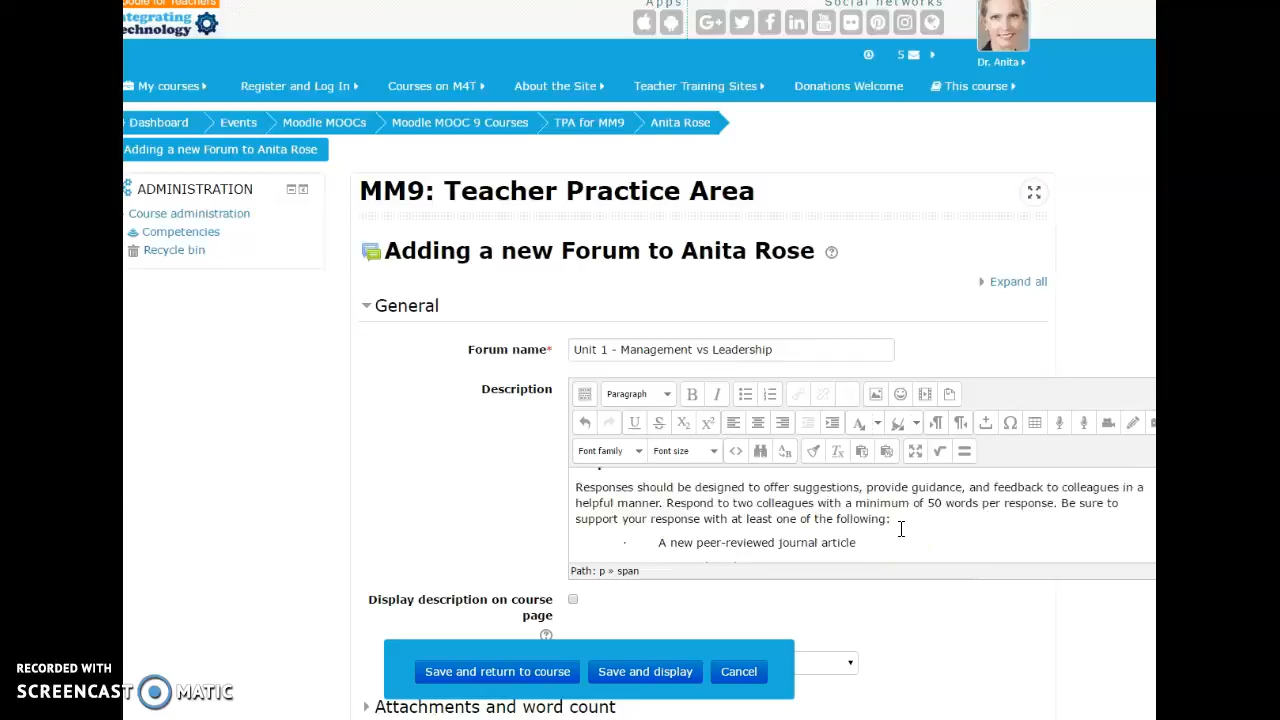 oodle for Teachers
ntegrating
echnology
Apps
Social networks
5
Dr. Anita
My courses
Register and Log In
Courses on M4T
About the Site
Teacher Training Sites
Donations Welcome
This course
Dashboard
Events
Moodle MOOCs
Moodle MOOC 9 Courses
TPA for MM9
Anita Rose
Adding a new Forum to Anita Rose
ADMINISTRATION
Course administration
Competencies
Recycle bin
MM9: Teacher Practice Area
Adding a new Forum to Anita Rose
Expand all
General
Forum name*
Unit 1 - Management vs Leadership
Description
Paragraph
Font family
Font size
Responses should be designed to offer suggestions, provide guidance, and feedback to colleagues in a
helpful manner. Respond to two colleagues with a minimum of 50 words per response. Be sure to
support your response with at least one of the following:
· A new peer-reviewed journal article
Path: p » span
Display description on course
page
Save and return to course
Save and display
Cancel
Attachments and word count
RECORDED WITH
SCREENCAST MATIC